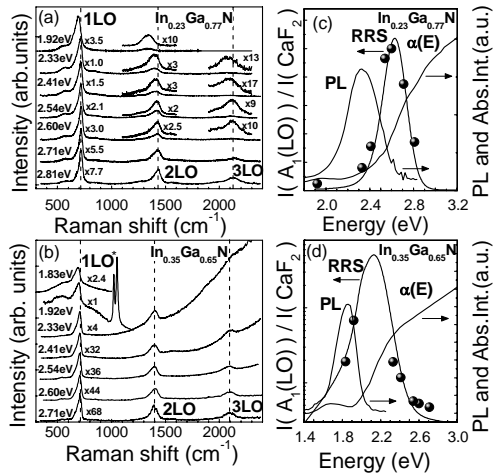 (a) 1LO In0.23Ga0.77N
1.92eV x3.5 x10
2.33eV x1.0 x3 x13
2.41eV x1.5 x3 x17
2.54eV x2.1 x2 x9
2.60eV x3.0 x2.5 x10
2.71eV x5.5
2.81eV x7.7 2LO 3LO
500 1000 1500 2000
Raman shift (cm-1)
Intensity (arb.units)
(b) 1LO * In0.35Ga0.65N
1.83eV x2.4
1.92eV x1
2.33eV x4
2.41eV x32
2.54eV x36
2.60eV x44
2.71eV x68 2LO 3LO
500 1000 1500 2000
Raman shift (cm-1)
Intensity (arb. units)
(c) In0.23Ga0.77N
RRS α(E)
PL
2.0 2.4 2.8 3.2
Energy (eV)
I( A1(LO) ) / I( CaF2 )
PL and Abs.Int.(a.u.)
(d) In0.35Ga0.65N
RRS
PL α(E)
1.4 1.8 2.2 2.6 3.0
Energy (eV)
I( A1(LO) ) / I( CaF2 )
PL and Abs.Int.(a.u.)